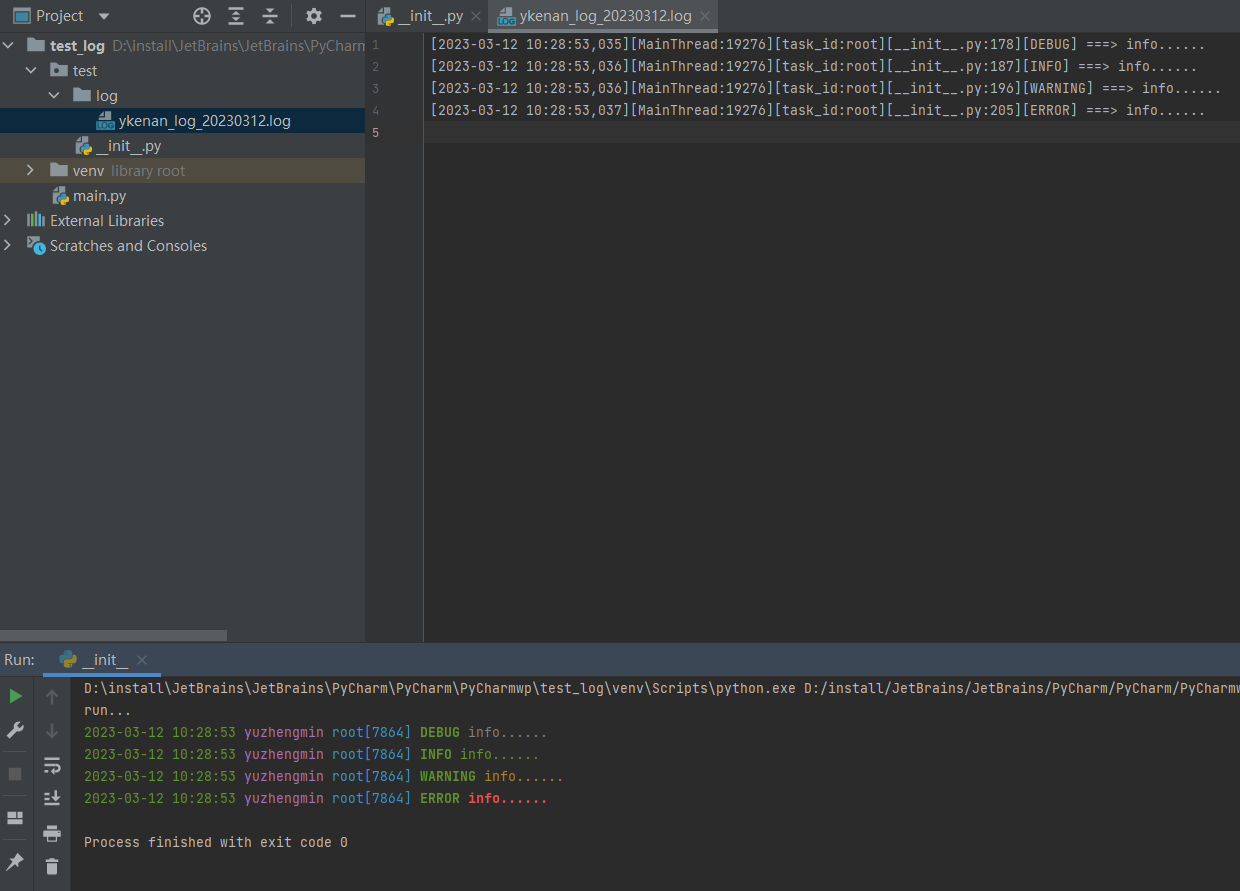 Project
__init__.py
ykenan_log_20230312.log
test_log D:\install\JetBrains\JetBrains\PyCharm
test
log
ykenan_log_20230312.log
__init__.py
venv library root
main.py
External Libraries
Scratches and Consoles
1 [2023-03-12 10:28:53,035][MainThread:19276][task_id:root][__init__.py:178][DEBUG] ===> info......
2 [2023-03-12 10:28:53,036][MainThread:19276][task_id:root][__init__.py:187][INFO] ===> info......
3 [2023-03-12 10:28:53,036][MainThread:19276][task_id:root][__init__.py:196][WARNING] ===> info......
4 [2023-03-12 10:28:53,037][MainThread:19276][task_id:root][__init__.py:205][ERROR] ===> info......
5
Run: __init__
D:\install\JetBrains\JetBrains\PyCharm\PyCharm\PyCharmwp\test_log\venv\Scripts\python.exe D:/install/JetBrains/JetBrains/PyCharm/PyCharm/PyCharmw
run...
2023-03-12 10:28:53 yuzhengmin root[7864] DEBUG info......
2023-03-12 10:28:53 yuzhengmin root[7864] INFO info......
2023-03-12 10:28:53 yuzhengmin root[7864] WARNING info......
2023-03-12 10:28:53 yuzhengmin root[7864] ERROR info......
Process finished with exit code 0